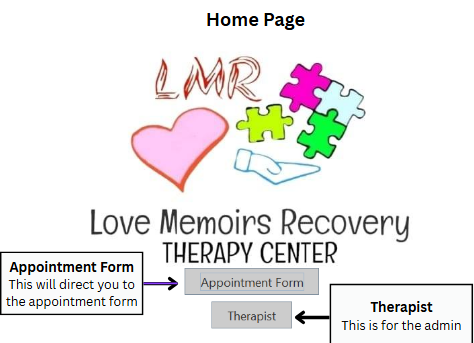 Home Page
LMR
Love Memoirs Recovery
THERAPY CENTER
Appointment Form
This will direct you to
the appointment form
Appointment Form
Therapist
Therapist
This is for the admin